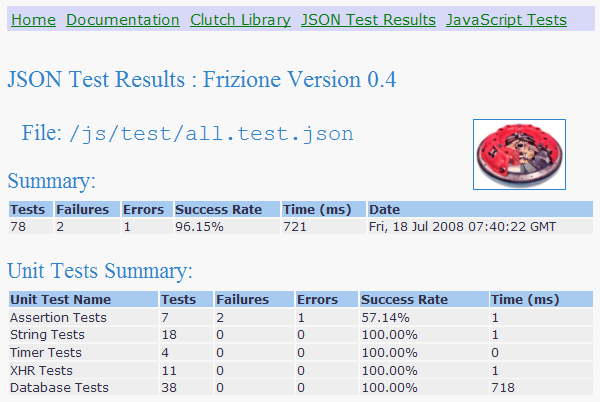 Home Documentation Clutch Library JSON Test Results JavaScript Tests
JSON Test Results : Frizione Version 0.4
File: /js/test/all.test.json
Summary:
Tests Failures Errors Success Rate Time (ms) Date
78 2 1 96.15% 721 Fri, 18 Jul 2008 07:40:22 GMT
Unit Tests Summary:
Unit Test Name Tests Failures Errors Success Rate Time (ms)
Assertion Tests 7 2 1 57.14% 1
String Tests 18 0 0 100.00% 1
Timer Tests 4 0 0 100.00% 0
XHR Tests 11 0 0 100.00% 1
Database Tests 38 0 0 100.00% 718